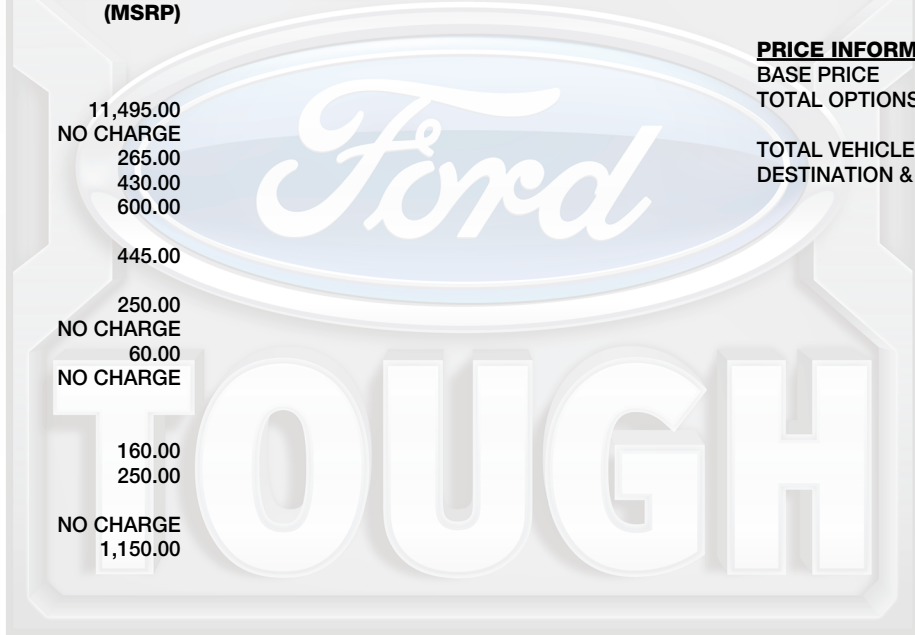 (MSRP)
PRICE INFORM
BASE PRICE
TOTAL OPTIONS
TOTAL VEHICLE
DESTINATION &
11,495.00
NO CHARGE
265.00
430.00
600.00
445.00
250.00
NO CHARGE
60.00
NO CHARGE
160.00
250.00
NO CHARGE
1,150.00
Ford
TOUGH